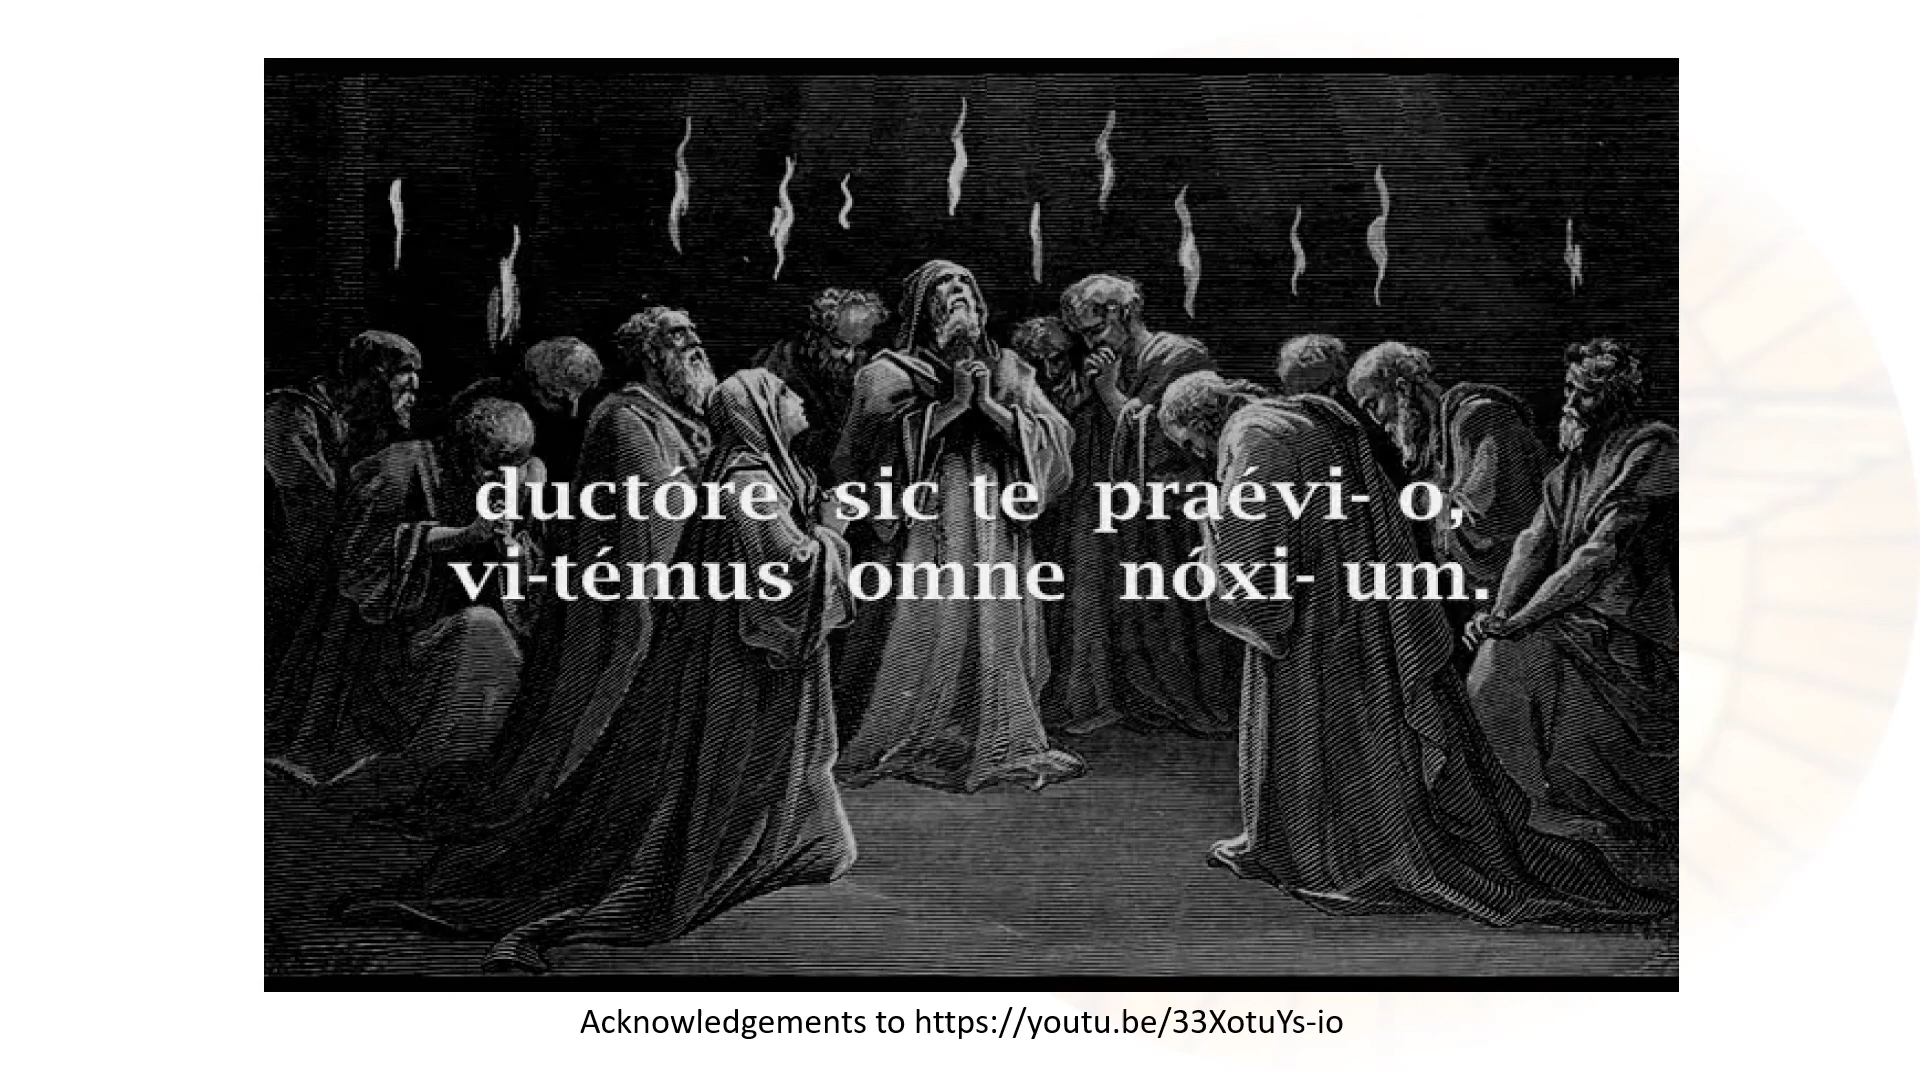 ductóre sic te praévi- o,
vi-témus omne nóxi- um.
Acknowledgements to https://youtu.be/33XotuYs-io